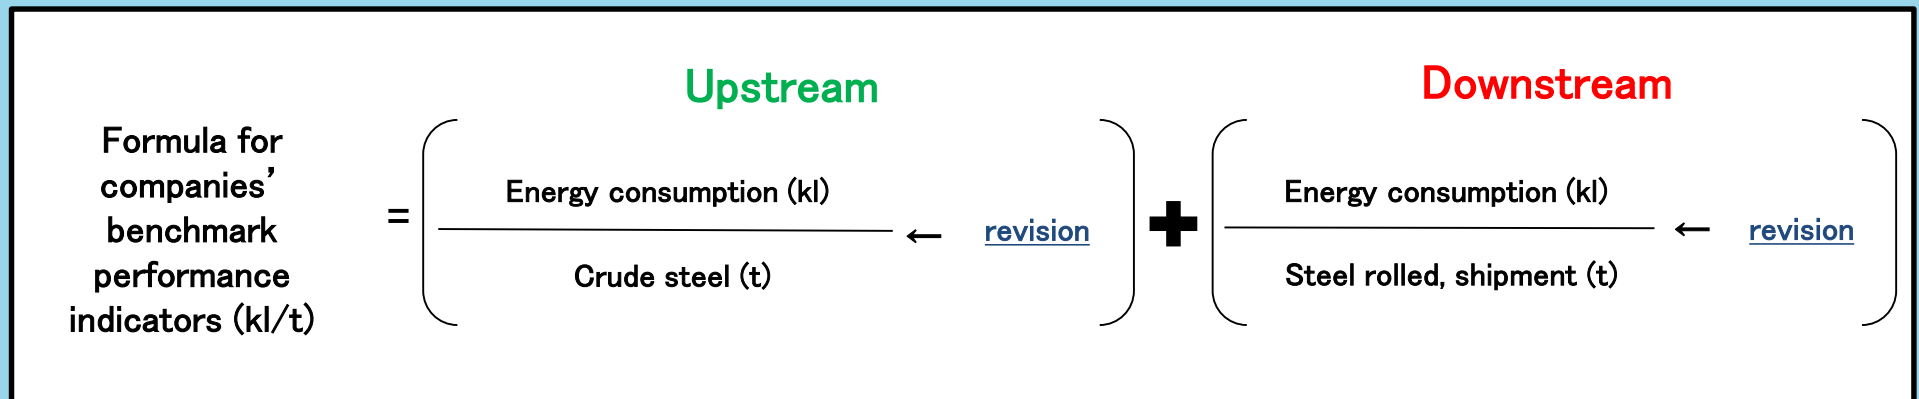 Upstream
Downstream
Formula for
companies’
benchmark
performance
indicators (kl/t)
=
Energy consumption (kl)
Crude steel (t)
← revision
+
Energy consumption (kl)
Steel rolled, shipment (t)
← revision